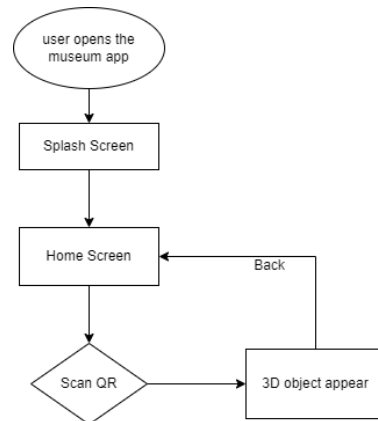 user opens the
museum app
Splash Screen
Home Screen
Back
Scan QR
3D object appear